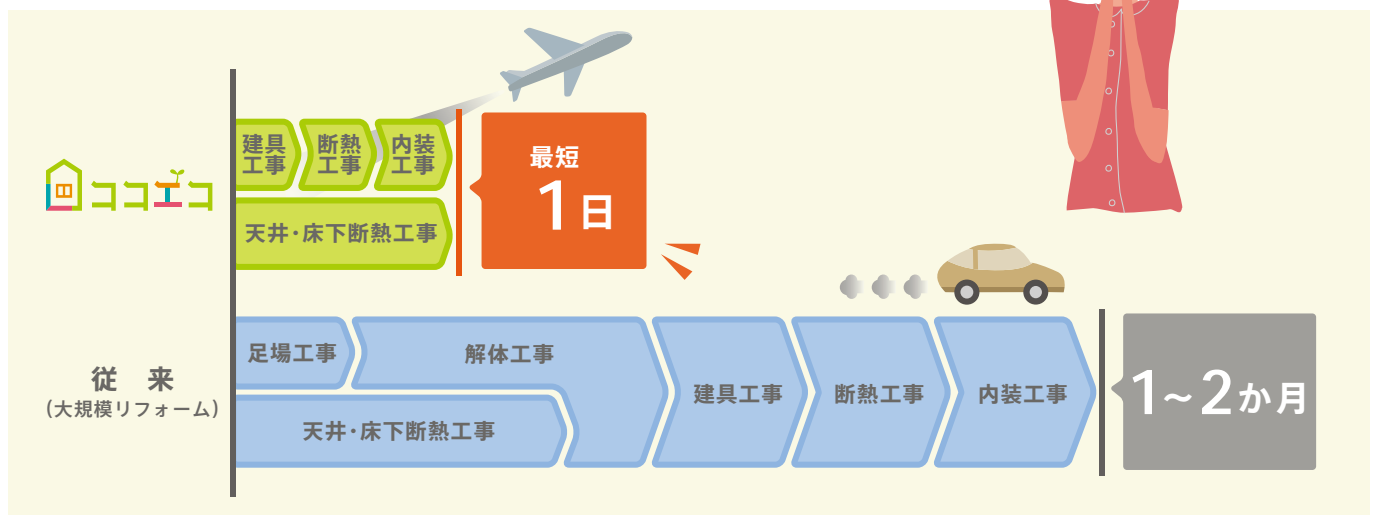 ココエコ
建具
工事
断熱
工事
内装
工事
天井・床下断熱工事
最短
1日
従　来
（大規模リフォーム）
足場工事
解体工事
天井・床下断熱工事
建具工事
断熱工事
内装工事
1～2か月